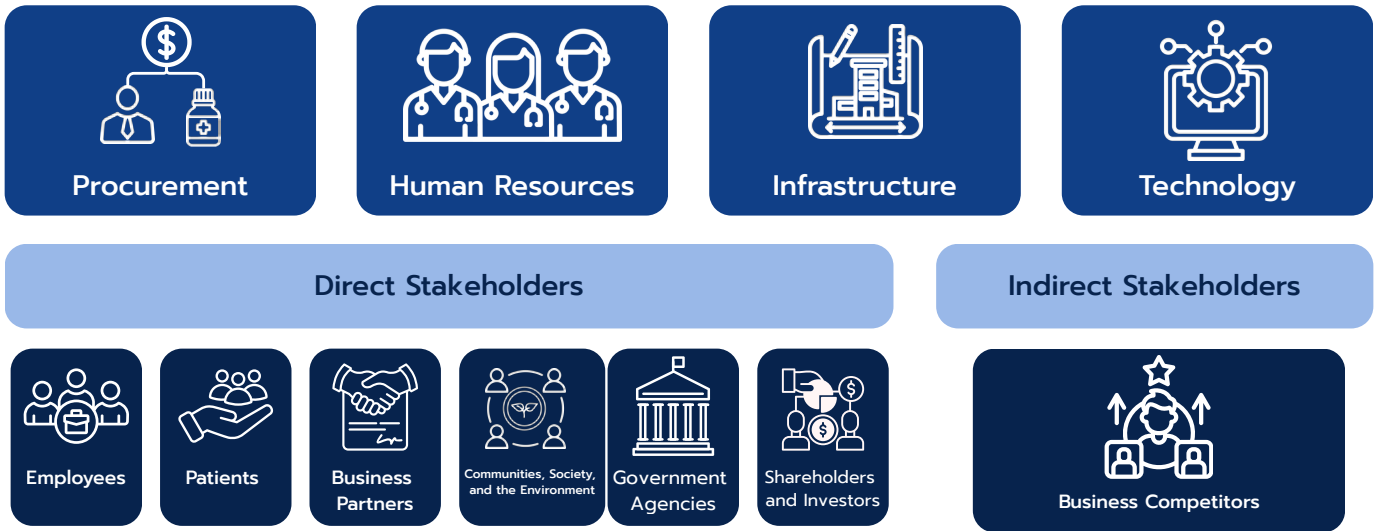 Procurement
Human Resources
Infrastructure
Technology
Direct Stakeholders
Indirect Stakeholders
Employees
Patients
Business
Partners
Communities, Society,
and the Environment
Government
Agencies
Shareholders
and Investors
Business Competitors